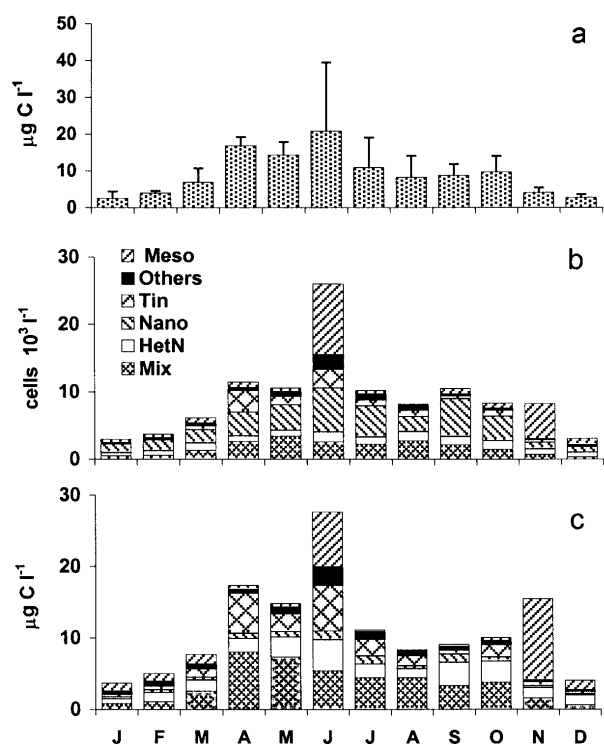 a
50
40
30
20
10
0
µg C l-1
b
30
20
10
0
cells 10³ l-1
Meso
Others
Tin
Nano
HetN
Mix
c
30
20
10
0
µg C l-1
J F M A M J J A S O N D